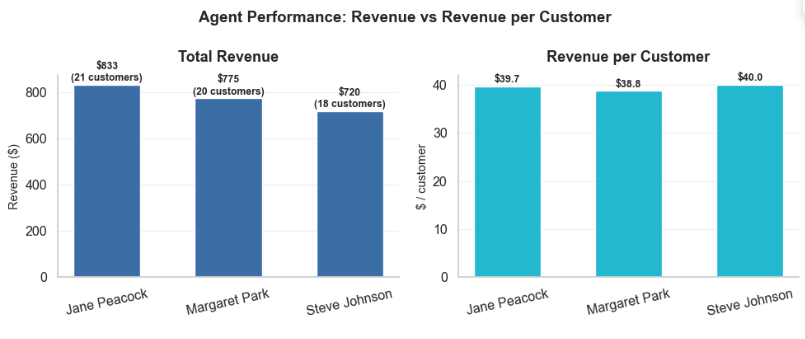 Agent Performance: Revenue vs Revenue per Customer
Total Revenue
$833
(21 customers)
$775
(20 customers)
$720
(18 customers)
800
600
400
200
0
Revenue ($)
Jane Peacock
Margaret Park
Steve Johnson
Revenue per Customer
$39.7
$38.8
$40.0
40
30
20
10
0
$ / customer
Jane Peacock
Margaret Park
Steve Johnson